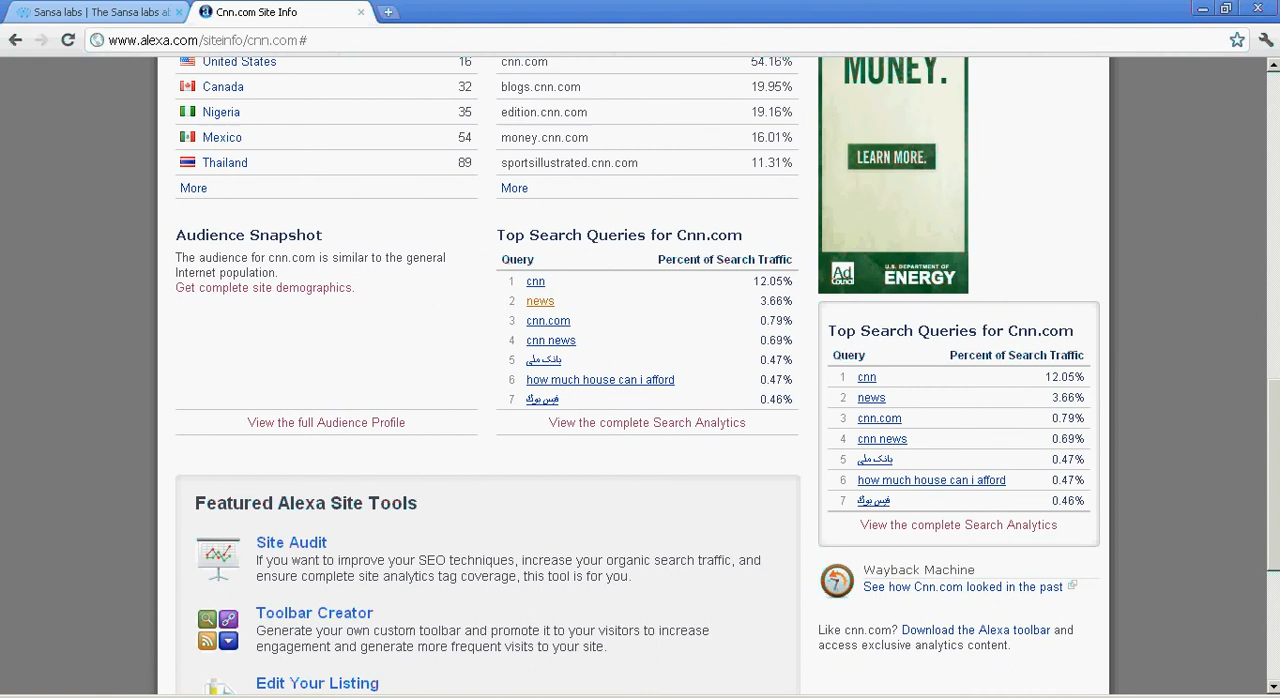 Sansa labs | The Sansa labs al
Cnn.com Site Info
www.alexa.com/siteinfo/cnn.com#
United States 16
Canada 32
Nigeria 35
Mexico 54
Thailand 89
More
cnn.com 54.16%
blogs.cnn.com 19.95%
edition.cnn.com 19.16%
money.cnn.com 16.01%
sportsillustrated.cnn.com 11.31%
More
MONEY.
LEARN MORE.
Ad Council
U.S. DEPARTMENT OF
ENERGY
Audience Snapshot
The audience for cnn.com is similar to the general
Internet population.
Get complete site demographics.
View the full Audience Profile
Top Search Queries for Cnn.com
Query Percent of Search Traffic
1 cnn 12.05%
2 news 3.66%
3 cnn.com 0.79%
4 cnn news 0.69%
5 بانک ملی 0.47%
6 how much house can i afford 0.47%
7 فیس بوک 0.46%
View the complete Search Analytics
Top Search Queries for Cnn.com
Query Percent of Search Traffic
1 cnn 12.05%
2 news 3.66%
3 cnn.com 0.79%
4 cnn news 0.69%
5 بانک ملی 0.47%
6 how much house can i afford 0.47%
7 فیس بوک 0.46%
View the complete Search Analytics
Featured Alexa Site Tools
Site Audit
If you want to improve your SEO techniques, increase your organic search traffic, and
ensure complete site analytics tag coverage, this tool is for you.
Toolbar Creator
Generate your own custom toolbar and promote it to your visitors to increase
engagement and generate more frequent visits to your site.
Edit Your Listing
Wayback Machine
See how Cnn.com looked in the past
Like cnn.com? Download the Alexa toolbar and
access exclusive analytics content.